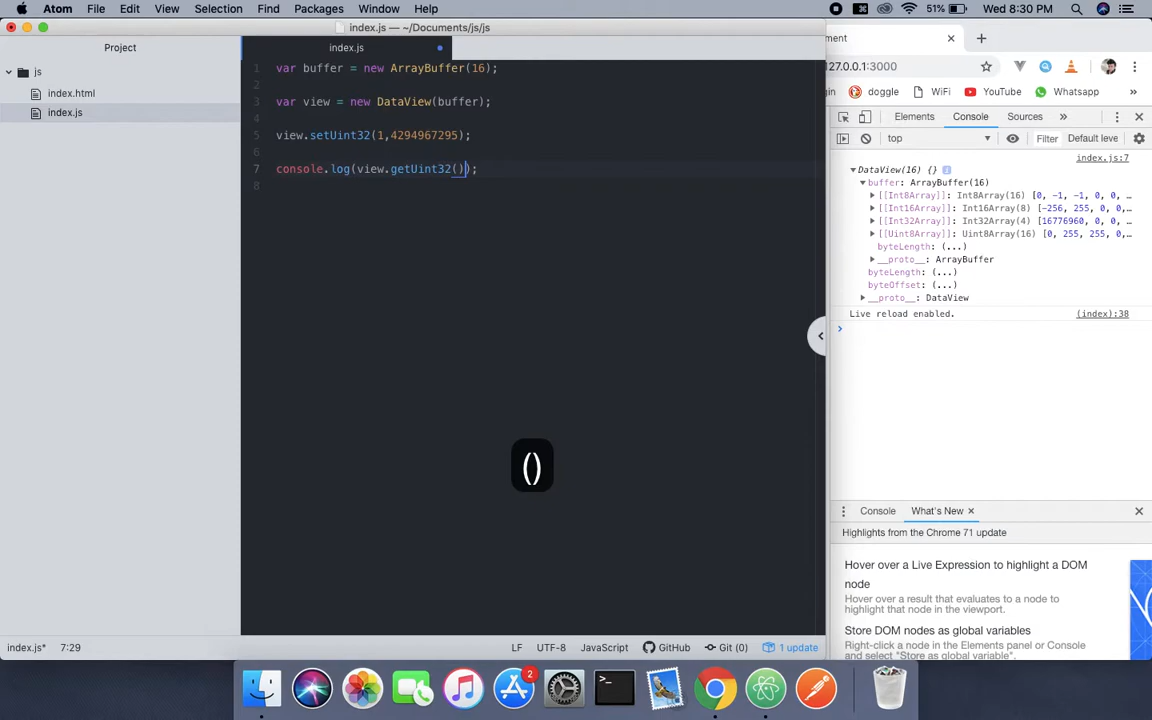 Atom File Edit View Selection Find Packages Window Help 51% Wed 8:30 PM
index.js — ~/Documents/js/js
Project
index.js
js
index.html
index.js
1 var buffer = new ArrayBuffer(16);
2
3 var view = new DataView(buffer);
4
5 view.setUint32(1,4294967295);
6
7 console.log(view.getUint32());
8
()
index.js* 7:29 LF UTF-8 JavaScript GitHub Git (0) 1 update
ment
127.0.0.1:3000
gin doggle WiFi YouTube Whatsapp »
Elements Console Sources »
top Filter Default leve
index.js:7
DataView(16) {}
buffer: ArrayBuffer(16)
[[Int8Array]]: Int8Array(16) [0, -1, -1, 0, 0, …
[[Int16Array]]: Int16Array(8) [-256, 255, 0, 0, …
[[Int32Array]]: Int32Array(4) [16776960, 0, 0, …
[[Uint8Array]]: Uint8Array(16) [0, 255, 255, 0, …
byteLength: (...)
__proto__: ArrayBuffer
byteLength: (...)
byteOffset: (...)
__proto__: DataView
Live reload enabled. (index):38
Console What's New
Highlights from the Chrome 71 update
Hover over a Live Expression to highlight a DOM
node
Hover over a result that evaluates to a node to
highlight that node in the viewport.
Store DOM nodes as global variables
Right-click a node in the Elements panel or Console
and select "Store as global variable".
2